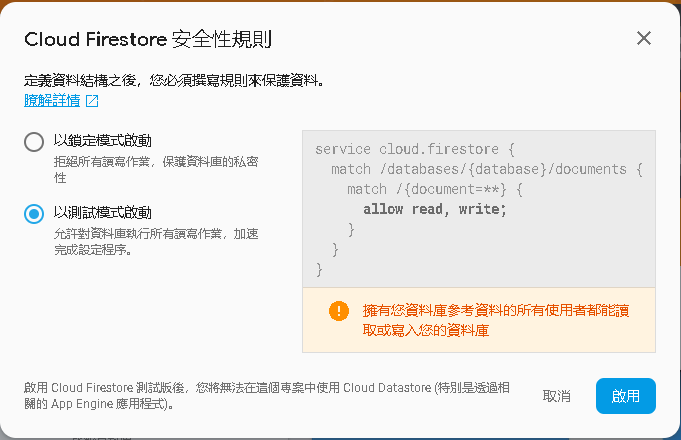 Cloud Firestore 安全性規則
定義資料結構之後，您必須撰寫規則來保護資料。
瞭解詳情
以鎖定模式啟動
拒絕所有讀寫作業，保護資料庫的私密
性
以測試模式啟動
允許對資料庫執行所有讀寫作業，加速
完成設定程序。
service cloud.firestore {
match /databases/{database}/documents {
match /{document=**} {
allow read, write;
}
}
}
擁有您資料庫參考資料的所有使用者都能讀
取或寫入您的資料庫
啟用 Cloud Firestore 測試版後，您將無法在這個專案中使用 Cloud Datastore (特別是透過相
關的 App Engine 應用程式)。
取消
啟用